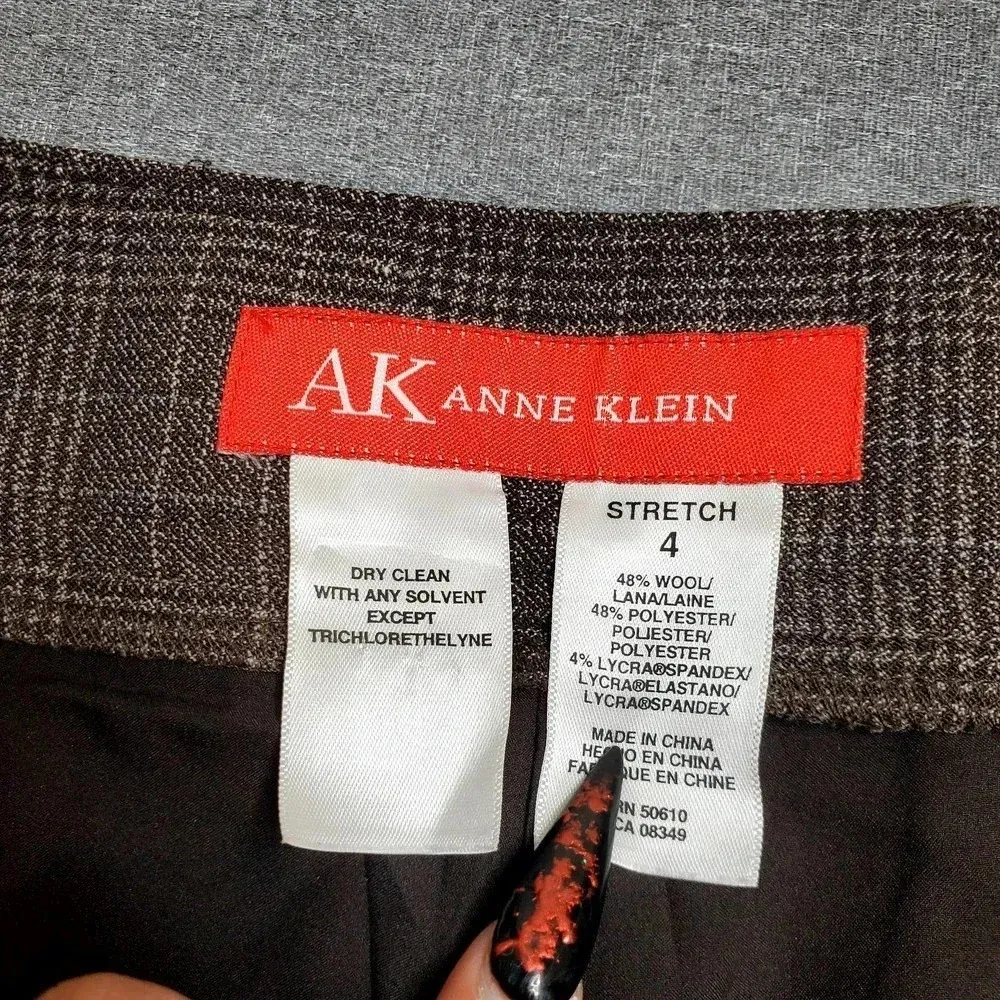 AK ANNE KLEIN
DRY CLEAN
WITH ANY SOLVENT
EXCEPT
TRICHLORETHELYNE
STRETCH
4
48% WOOL/
LANA/LAINE
48% POLYESTER/
POLIESTER/
POLYESTER
4% LYCRA®SPANDEX/
LYCRA®ELASTANO/
LYCRA®SPANDEX
MADE IN CHINA
EN CHINA
EN CHINE
RN 50610
CA 08349